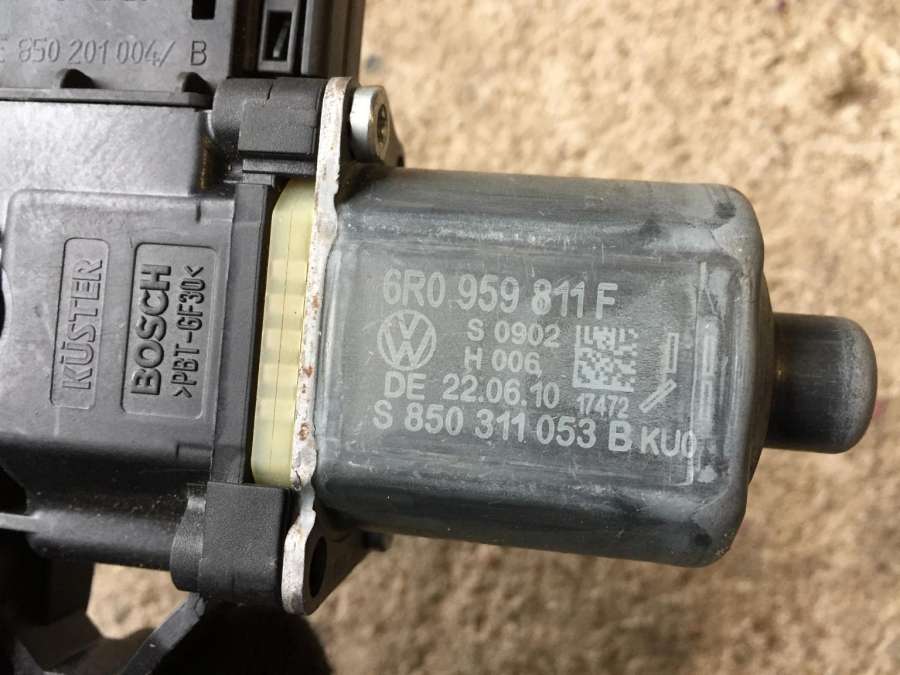 850 201 004/ B
KÜSTER
BOSCH
>PBT-GF30<
6R0 959 811 F
S 0902
H 006
DE 22.06.10
17472
S 850 311 053 B KU0